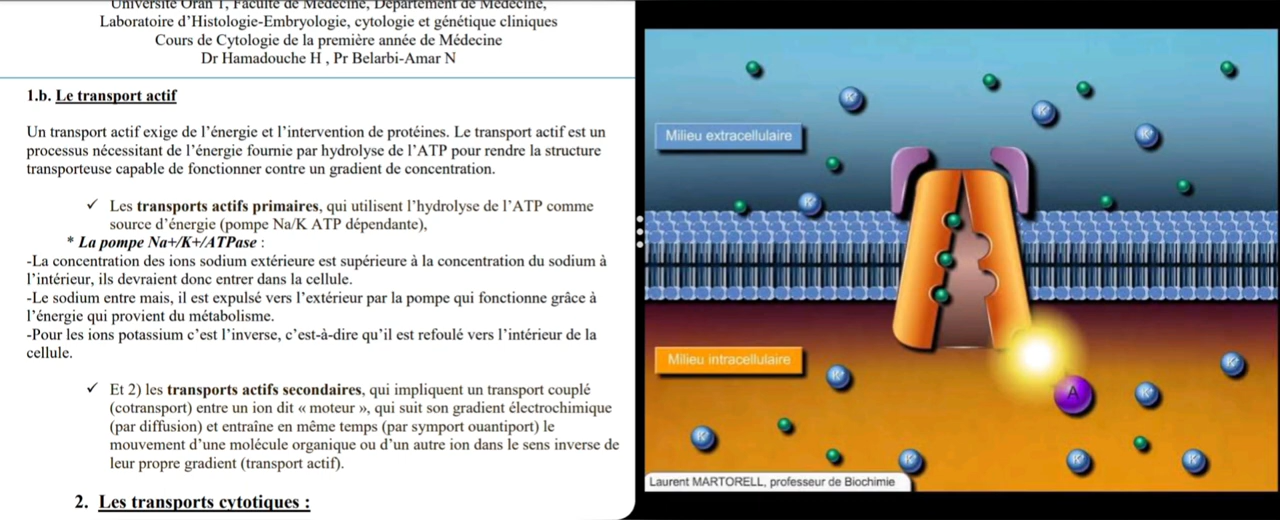 Université Oran 1, Faculté de Médecine, Département de Médecine,
Laboratoire d’Histologie-Embryologie, cytologie et génétique cliniques
Cours de Cytologie de la première année de Médecine
Dr Hamadouche H , Pr Belarbi-Amar N
1.b. Le transport actif
Un transport actif exige de l’énergie et l’intervention de protéines. Le transport actif est un
processus nécessitant de l’énergie fournie par hydrolyse de l’ATP pour rendre la structure
transporteuse capable de fonctionner contre un gradient de concentration.
✓ Les transports actifs primaires, qui utilisent l’hydrolyse de l’ATP comme
source d’énergie (pompe Na/K ATP dépendante),
* La pompe Na+/K+/ATPase :
-La concentration des ions sodium extérieure est supérieure à la concentration du sodium à
l’intérieur, ils devraient donc entrer dans la cellule.
-Le sodium entre mais, il est expulsé vers l’extérieur par la pompe qui fonctionne grâce à
l’énergie qui provient du métabolisme.
-Pour les ions potassium c’est l’inverse, c’est-à-dire qu’il est refoulé vers l’intérieur de la
cellule.
✓ Et 2) les transports actifs secondaires, qui impliquent un transport couplé
(cotransport) entre un ion dit « moteur », qui suit son gradient électrochimique
(par diffusion) et entraîne en même temps (par symport ouantiport) le
mouvement d’une molécule organique ou d’un autre ion dans le sens inverse de
leur propre gradient (transport actif).
2. Les transports cytotiques :
K+
K+
K+
Milieu extracellulaire
K+
Milieu intracellulaire
K+
K+
A
K+
K+
K+
K+
K+
Laurent MARTORELL, professeur de Biochimie